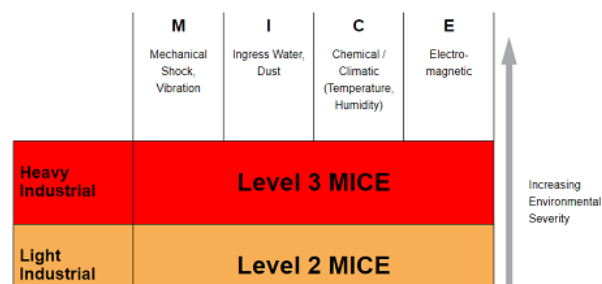 M
I
C
E
Mechanical
Shock,
Vibration
Ingress Water,
Dust
Chemical /
Climatic
(Temperature,
Humidity)
Electro-
magnetic
Heavy
Industrial
Level 3 MICE
Increasing
Environmental
Severity
Light
Industrial
Level 2 MICE